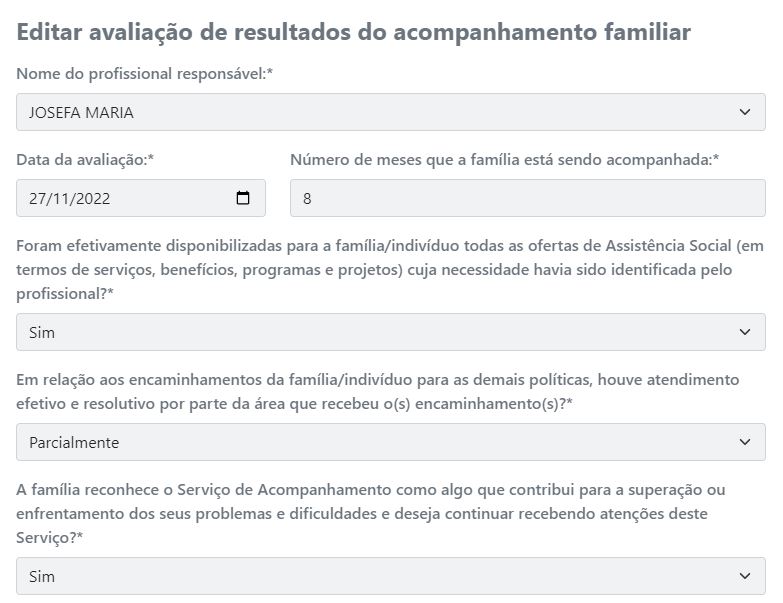 Editar avaliação de resultados do acompanhamento familiar
Nome do profissional responsável:*
JOSEFA MARIA
Data da avaliação:*
Número de meses que a família está sendo acompanhada:*
27/11/2022
8
Foram efetivamente disponibilizadas para a família/indivíduo todas as ofertas de Assistência Social (em
termos de serviços, benefícios, programas e projetos) cuja necessidade havia sido identificada pelo
profissional?*
Sim
Em relação aos encaminhamentos da família/indivíduo para as demais políticas, houve atendimento
efetivo e resolutivo por parte da área que recebeu o(s) encaminhamento(s)?*
Parcialmente
A família reconhece o Serviço de Acompanhamento como algo que contribui para a superação ou
enfrentamento dos seus problemas e dificuldades e deseja continuar recebendo atenções deste
Serviço?*
Sim